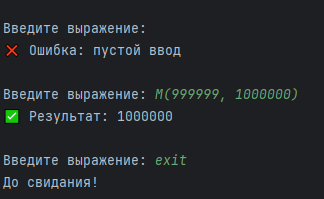 Введите выражение:
❌ Ошибка: пустой ввод
Введите выражение: M(999999, 1000000)
✅ Результат: 1000000
Введите выражение: exit
До свидания!